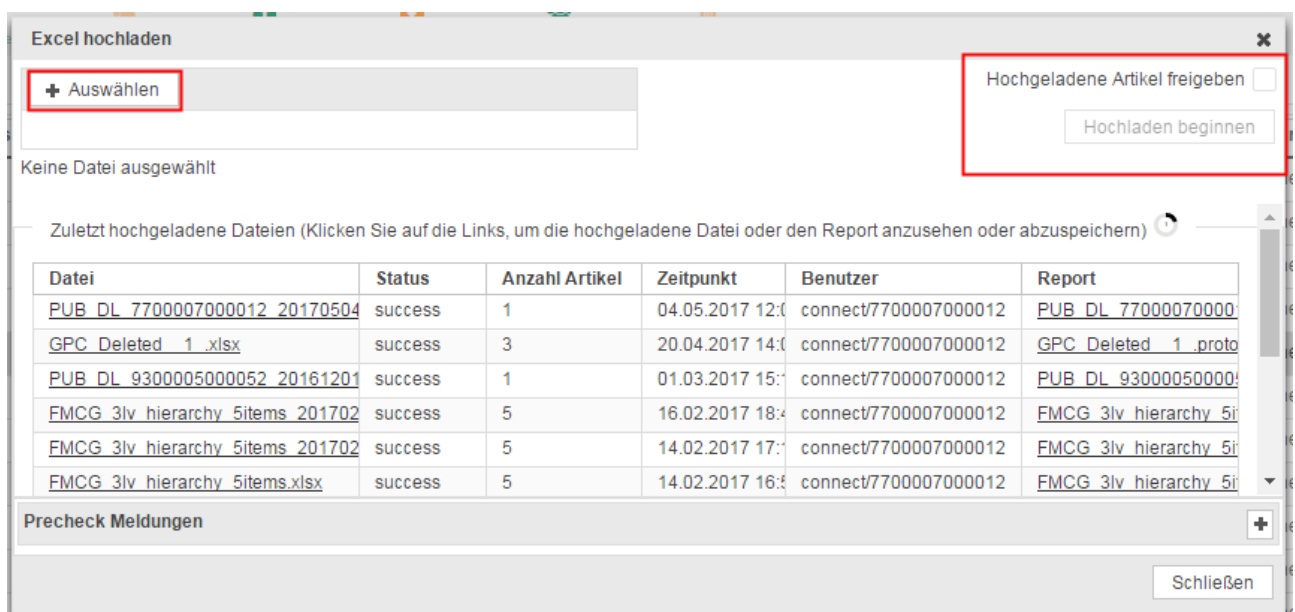 Excel hochladen
Auswählen
Hochgeladene Artikel freigeben
Hochladen beginnen
Keine Datei ausgewählt
Zuletzt hochgeladene Dateien (Klicken Sie auf die Links, um die hochgeladene Datei oder den Report anzusehen oder abzuspeichern)
Datei Status Anzahl Artikel Zeitpunkt Benutzer Report
PUB_DL_7700007000012_20170504 success 1 04.05.2017 12:0 connect/7700007000012 PUB_DL_77000070000
GPC_Deleted__1_.xlsx success 3 20.04.2017 14:0 connect/7700007000012 GPC_Deleted__1_.proto
PUB_DL_9300005000052_20161201 success 1 01.03.2017 15: connect/7700007000012 PUB_DL_93000050000
FMCG_3lv_hierarchy_5items_201702 success 5 16.02.2017 18: connect/7700007000012 FMCG_3lv_hierarchy_5i
FMCG_3lv_hierarchy_5items_201702 success 5 14.02.2017 17: connect/7700007000012 FMCG_3lv_hierarchy_5i
FMCG_3lv_hierarchy_5items.xlsx success 5 14.02.2017 16: connect/7700007000012 FMCG_3lv_hierarchy_5i
Precheck Meldungen
Schließen